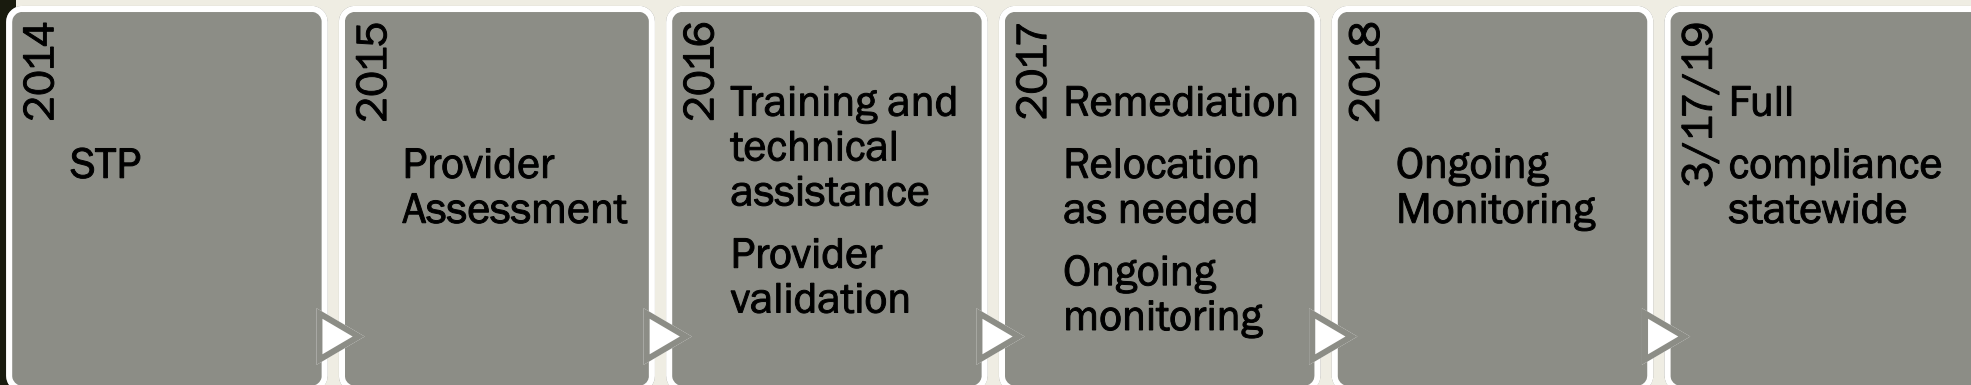 2014
STP
2015
Provider
Assessment
2016
Training and
technical
assistance
Provider
validation
2017
Remediation
Relocation
as needed
Ongoing
monitoring
2018
Ongoing
Monitoring
3/17/19
Full
compliance
statewide